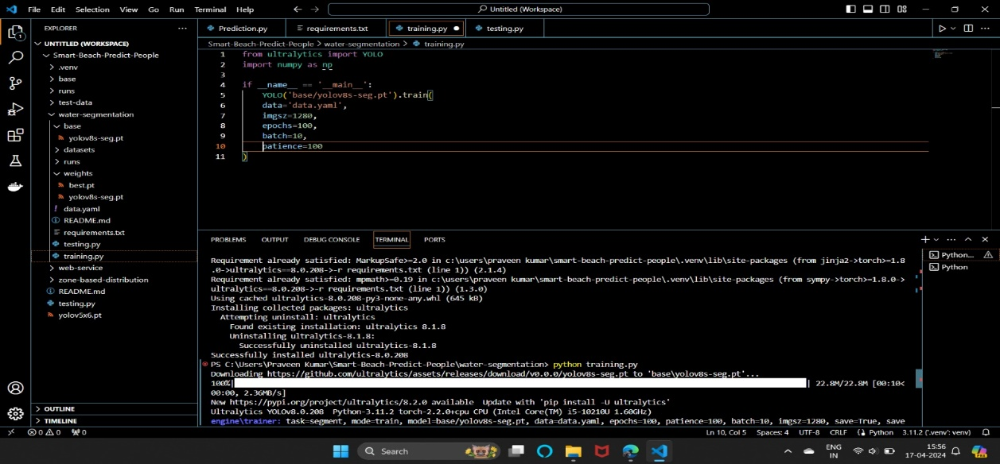 File Edit Selection View Go Run Terminal Help
Untitled (Workspace)
EXPLORER
UNTITLED (WORKSPACE)
Smart-Beach-Predict-People
.venv
base
runs
test-data
water-segmentation
base
yolov8s-seg.pt
datasets
runs
weights
best.pt
yolov8s-seg.pt
data.yaml
README.md
requirements.txt
testing.py
training.py
web-service
zone-based-distribution
README.md
testing.py
yolov5x6.pt
OUTLINE
TIMELINE
Prediction.py requirements.txt training.py testing.py
Smart-Beach-Predict-People > water-segmentation > training.py
1 from ultralytics import YOLO
2 import numpy as np
3
4 if __name__ == '__main__':
5 YOLO('base/yolov8s-seg.pt').train(
6 data='data.yaml',
7 imgsz=1280,
8 epochs=100,
9 batch=10,
10 patience=100
11 )
PROBLEMS OUTPUT DEBUG CONSOLE TERMINAL PORTS
Requirement already satisfied: MarkupSafe>=2.0 in c:\users\praveen kumar\smart-beach-predict-people\.venv\lib\site-packages (from jinja2->torch>=1.8
.0->ultralytics==8.0.208->-r requirements.txt (line 1)) (2.1.4)
Requirement already satisfied: mpmath>=0.19 in c:\users\praveen kumar\smart-beach-predict-people\.venv\lib\site-packages (from sympy->torch>=1.8.0->
ultralytics==8.0.208->-r requirements.txt (line 1)) (1.3.0)
Using cached ultralytics-8.0.208-py3-none-any.whl (645 kB)
Installing collected packages: ultralytics
Attempting uninstall: ultralytics
Found existing installation: ultralytics 8.1.8
Uninstalling ultralytics-8.1.8:
Successfully uninstalled ultralytics-8.1.8
Successfully installed ultralytics-8.0.208
PS C:\Users\Praveen Kumar\Smart-Beach-Predict-People\water-segmentation> python training.py
Downloading https://github.com/ultralytics/assets/releases/download/v0.0.0/yolov8s-seg.pt to 'base\yolov8s-seg.pt'...
100%| | 22.8M/22.8M [00:10<
00:00, 2.36MB/s]
New https://pypi.org/project/ultralytics/8.2.0 available Update with 'pip install -U ultralytics'
Ultralytics YOLOv8.0.208 Python-3.11.2 torch-2.2.0+cpu CPU (Intel Core(TM) i5-10210U 1.60GHz)
engine\trainer: task=segment, mode=train, model=base/yolov8s-seg.pt, data=data.yaml, epochs=100, patience=100, batch=10, imgsz=1280, save=True, save
Python...
Python
0 0 0 Ln 10, Col 5 Spaces: 4 UTF-8 CRLF Python 3.11.2 ('.venv': venv)
Search
ENG
IN
15:56
17-04-2024